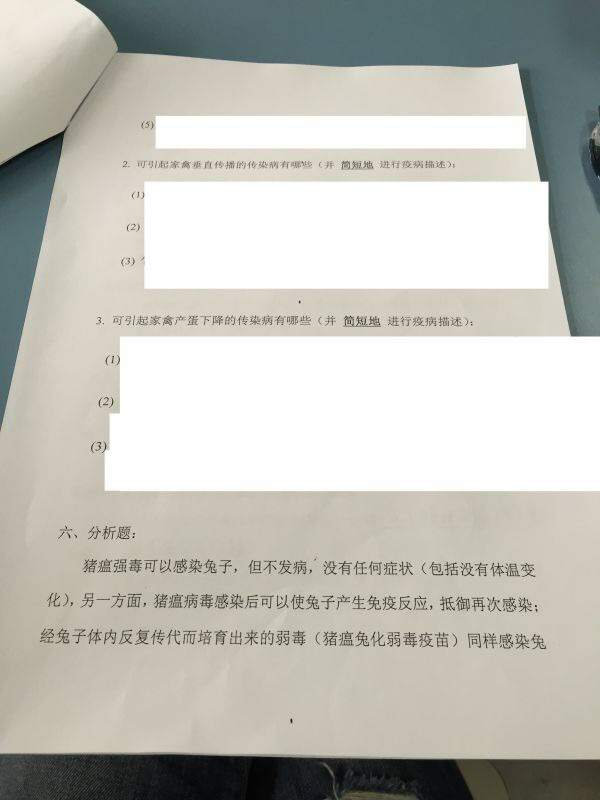 (5)
2. 可引起家禽垂直传播的传染病有哪些（并 简短地 进行疫病描述）；
(1)
(2)
(3)
3. 可引起家禽产蛋下降的传染病有哪些（并 简短地 进行疫病描述）；
(1)
(2)
(3)
六、分析题：
猪瘟强毒可以感染兔子，但不发病，没有任何症状（包括没有体温变
化），另一方面，猪瘟病毒感染后可以使兔子产生免疫反应，抵御再次感染；
经兔子体内反复传代而培育出来的弱毒（猪瘟兔化弱毒疫苗）同样感染兔